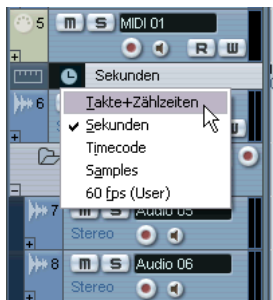 5 m S MIDI 01
R W
+
Sekunden
6
Takte+Zählzeiten
Sekunden
Timecode
Samples
60 fps (User)
7 m S Audio 05
Stereo
+
8 m S Audio 06
Stereo
+